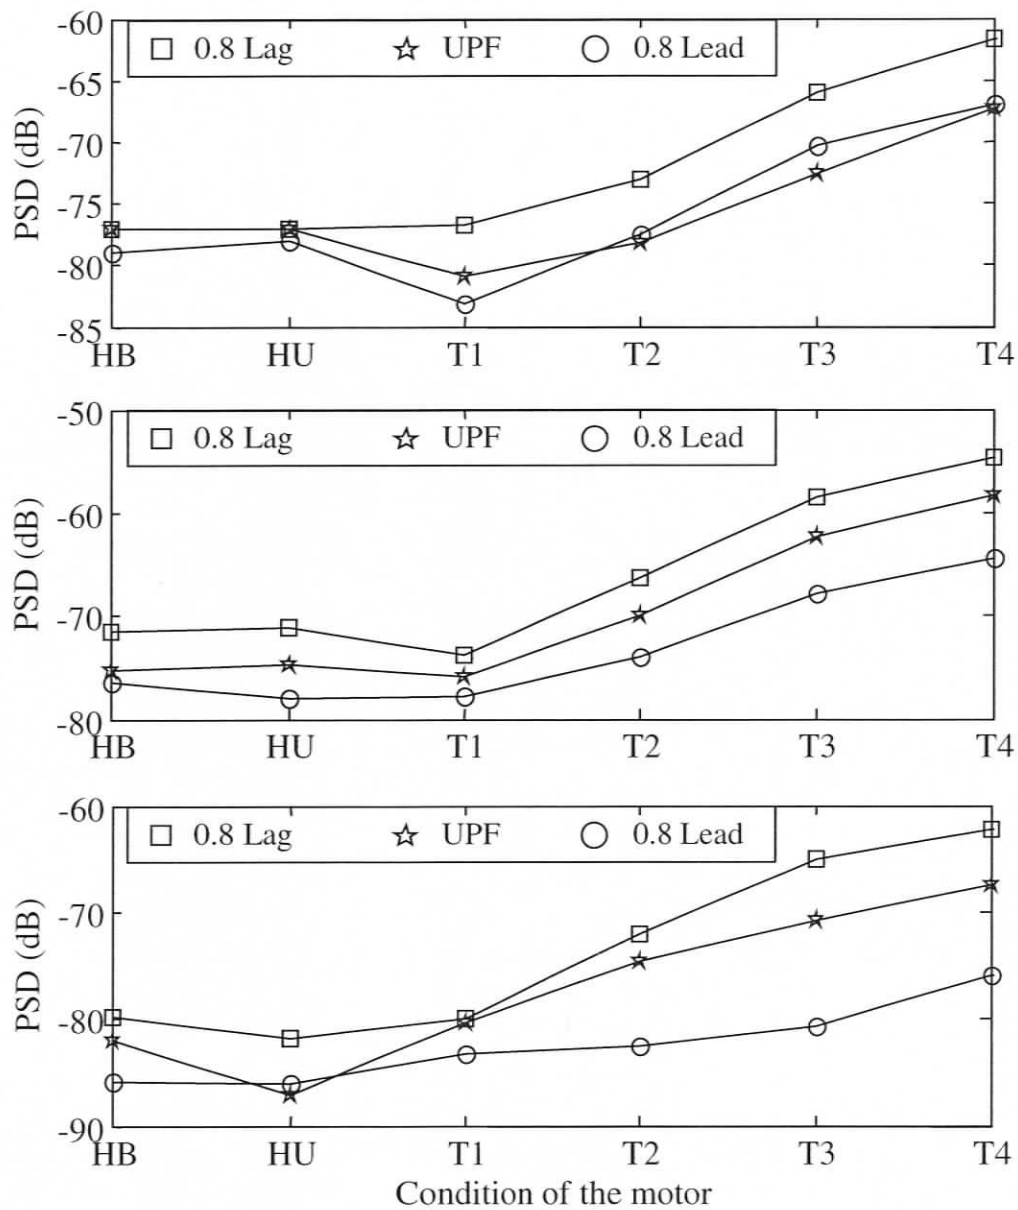 -60
0.8 Lag UPF 0.8 Lead
-65
-70
-75
-80
-85
PSD (dB)
HB HU T1 T2 T3 T4
-50
0.8 Lag UPF 0.8 Lead
-60
-70
-80
PSD (dB)
HB HU T1 T2 T3 T4
-60
0.8 Lag UPF 0.8 Lead
-70
-80
-90
PSD (dB)
HB HU T1 T2 T3 T4
Condition of the motor